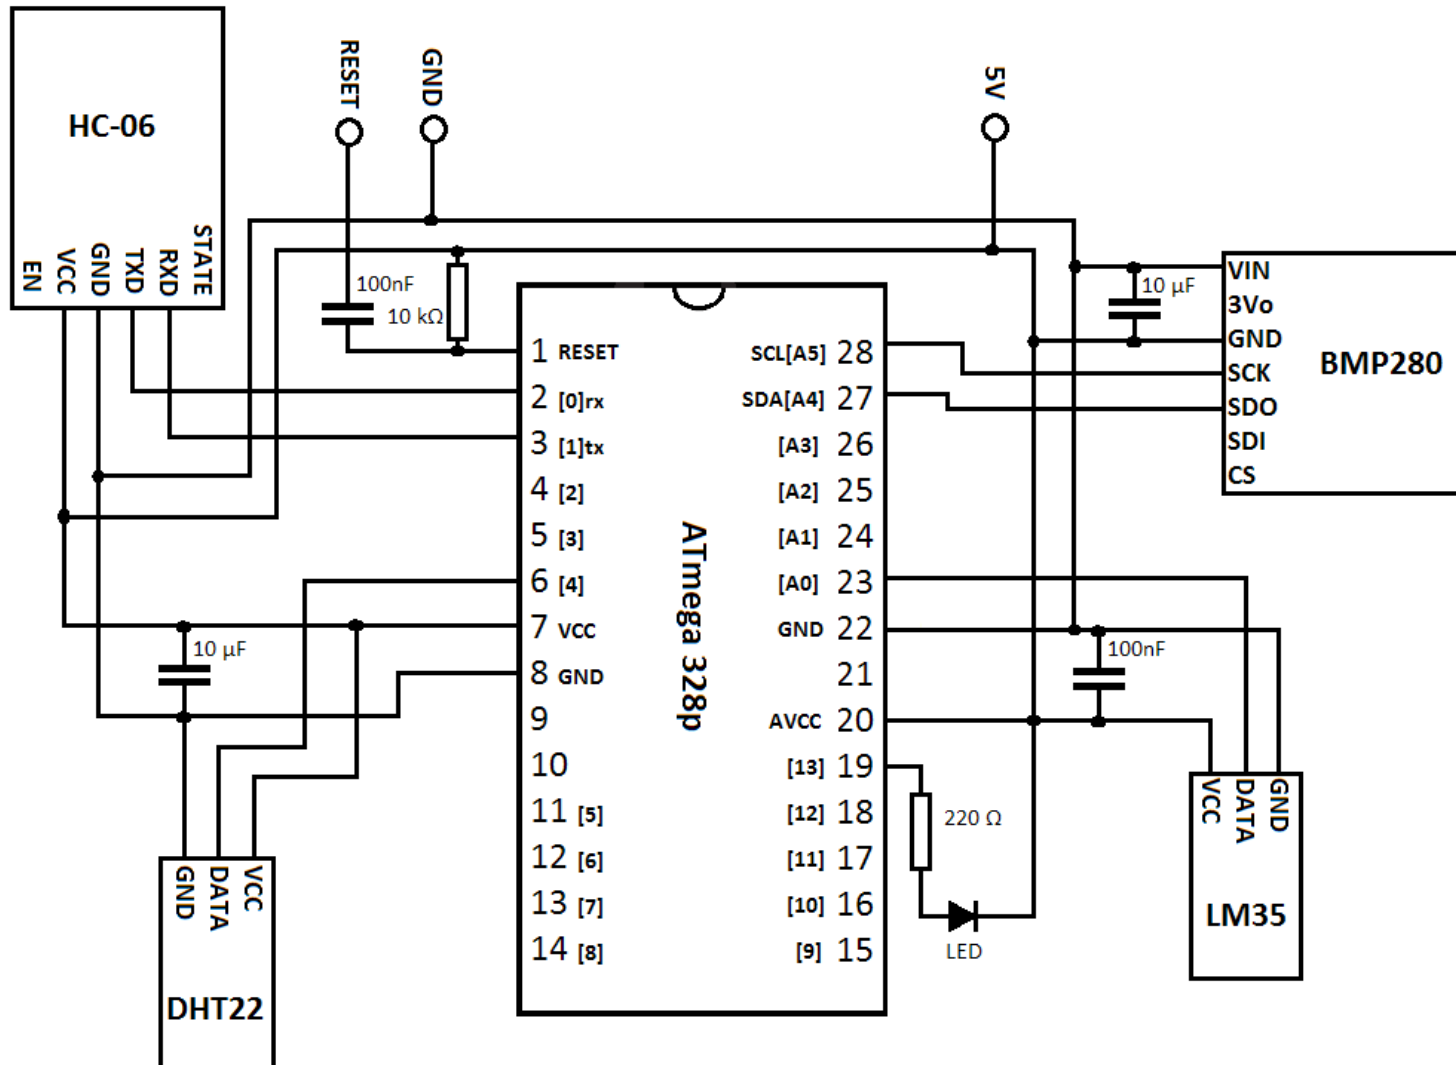 HC-06
EN
VCC
GND
TXD
RXD
STATE
RESET
GND
5V
100nF
10 kΩ
10 µF
VIN
3Vo
GND
SCK
SDO
SDI
CS
BMP280
1 RESET
2 [0]rx
3 [1]tx
4 [2]
5 [3]
6 [4]
7 VCC
8 GND
9
10
11 [5]
12 [6]
13 [7]
14 [8]
ATmega 328p
SCL[A5] 28
SDA[A4] 27
[A3] 26
[A2] 25
[A1] 24
[A0] 23
GND 22
21
AVCC 20
[13] 19
[12] 18
[11] 17
[10] 16
[9] 15
10 µF
100nF
220 Ω
LED
GND
DATA
VCC
DHT22
VCC
DATA
GND
LM35